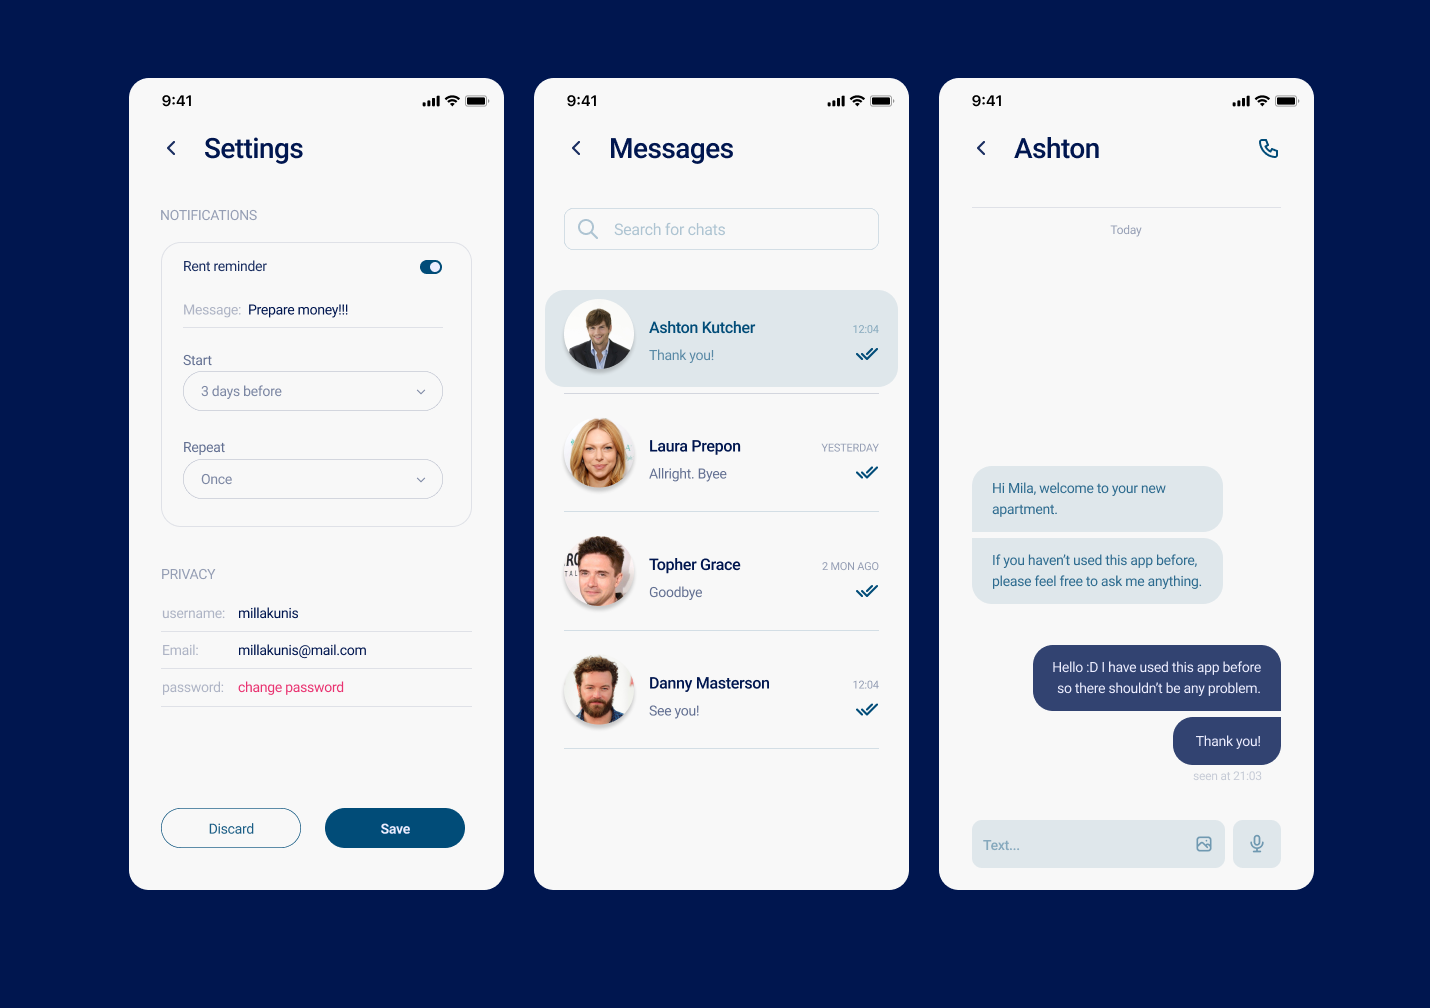 9:41
Settings
NOTIFICATIONS
Rent reminder
Message: Prepare money!!!
Start
3 days before
Repeat
Once
PRIVACY
username: millakunis
Email: millakunis@mail.com
password: change password
Discard
Save
9:41
Messages
Search for chats
Ashton Kutcher
12:04
Thank you!
Laura Prepon
YESTERDAY
Allright. Byee
Topher Grace
2 MON AGO
Goodbye
Danny Masterson
12:04
See you!
9:41
Ashton
Today
Hi Mila, welcome to your new
apartment.
If you haven't used this app before,
please feel free to ask me anything.
Hello :D I have used this app before
so there shouldn't be any problem.
Thank you!
seen at 21:03
Text...